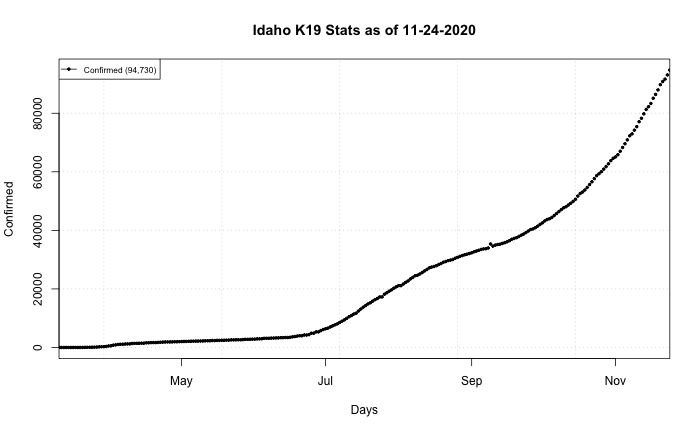 Idaho K19 Stats as of 11-24-2020
Confirmed (94,730)
Confirmed
80000
60000
40000
20000
0
May Jul Sep Nov
Days